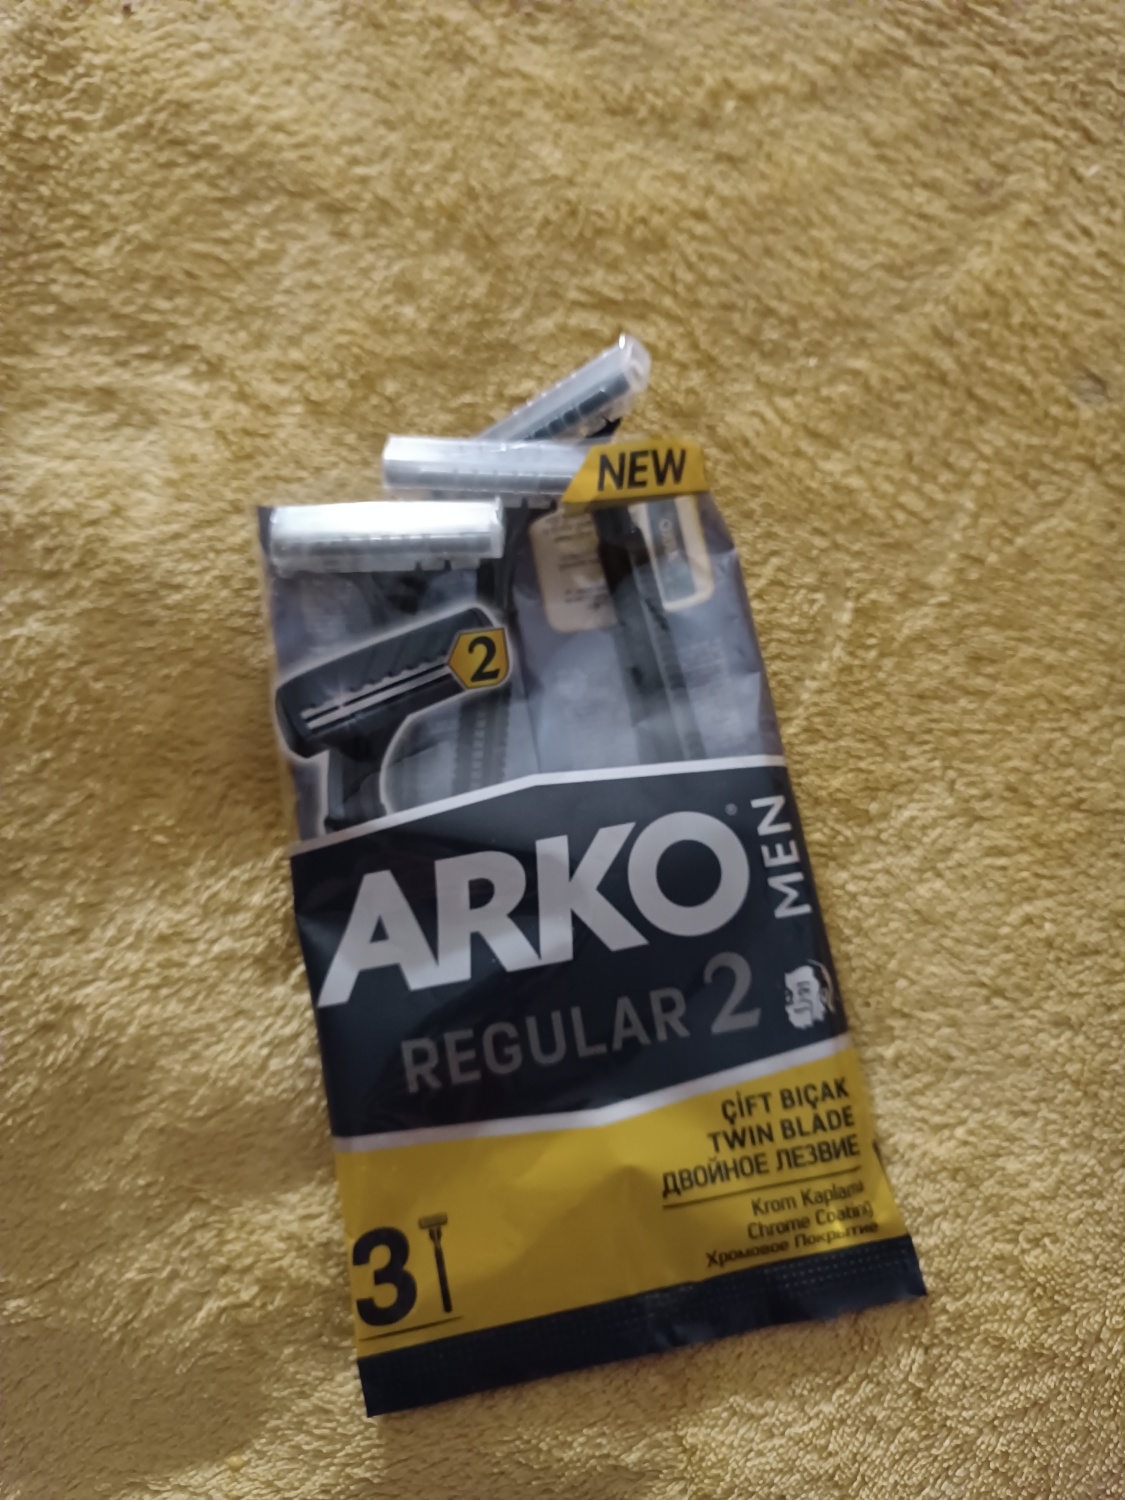 NEW
2
ARKO®
MEN
REGULAR 2
ÇİFT BIÇAK
TWIN BLADE
ДВОЙНОЕ ЛЕЗВИЕ
Krom Kaplama
Chrome Coating
Хромовое Покрытие
3